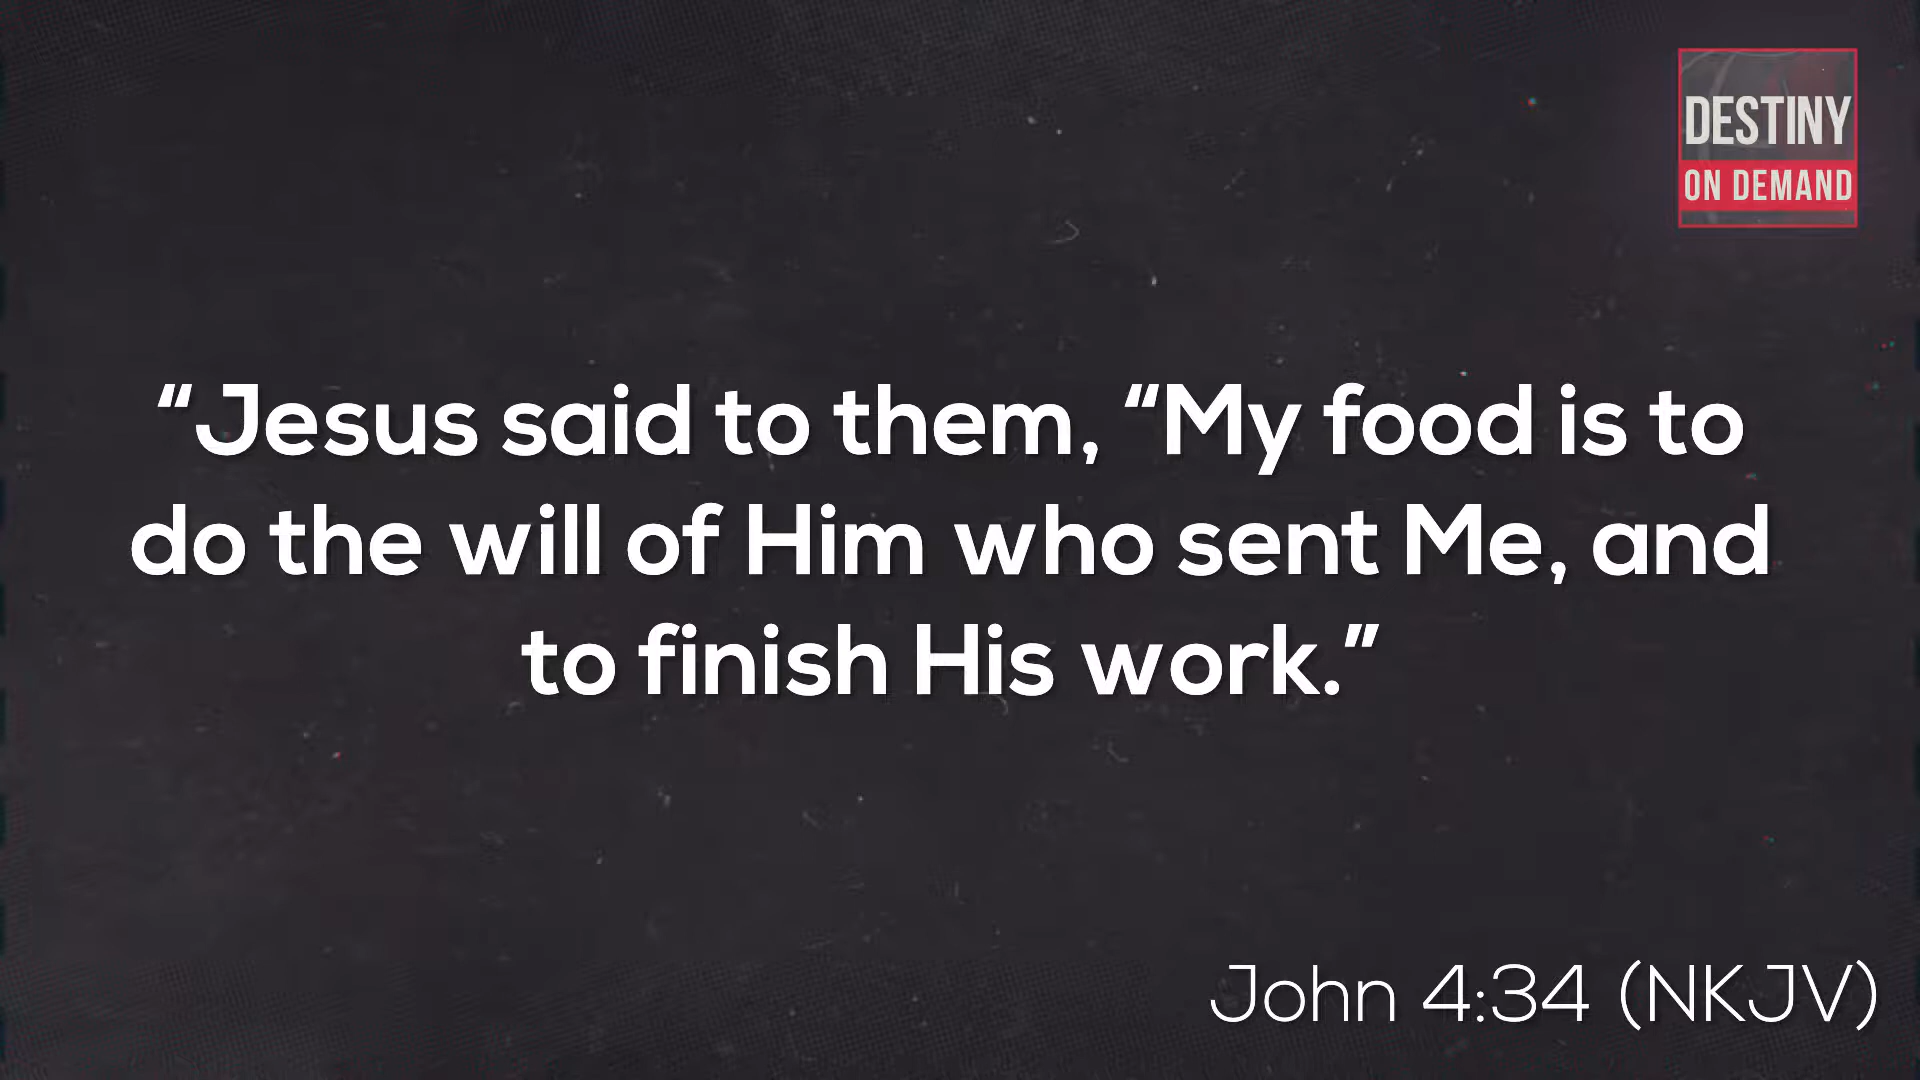 DESTINY
ON DEMAND
“Jesus said to them, “My food is to
do the will of Him who sent Me, and
to finish His work.”
John 4:34 (NKJV)